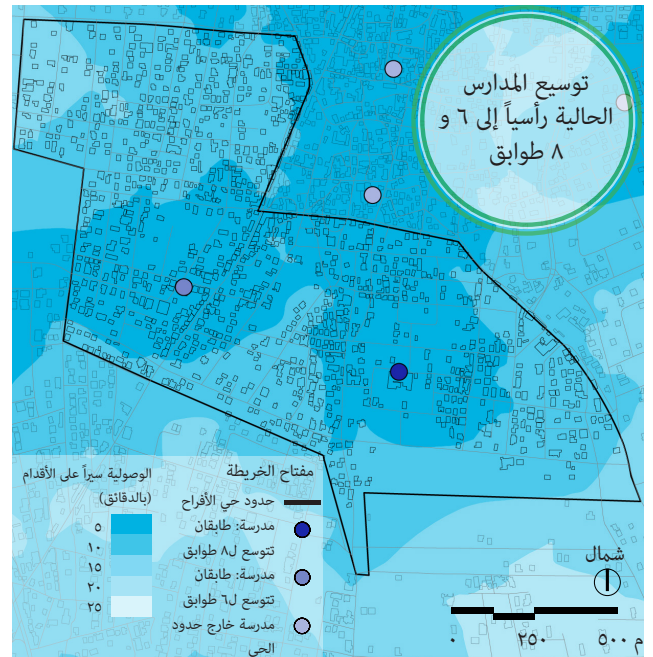 توسيع المدارس
الحالية رأسياً إلى ٦ و
٨ طوابق
مفتاح الخريطة
حدود حي الأفراح
مدرسة: طابقان
تتوسع ل٨ طوابق
مدرسة: طابقان
تتوسع ل٦ طوابق
مدرسة خارج حدود
الحي
الوصولية سيراً على الأقدام
(بالدقائق)
٥
١٠
١٥
٢٠
٢٥
شمال
٠ ٢٥٠ ٥٠٠ م